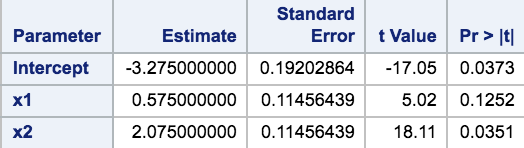 Parameter Estimate Standard Error t Value Pr > |t|
Intercept -3.275000000 0.19202864 -17.05 0.0373
x1 0.575000000 0.11456439 5.02 0.1252
x2 2.075000000 0.11456439 18.11 0.0351